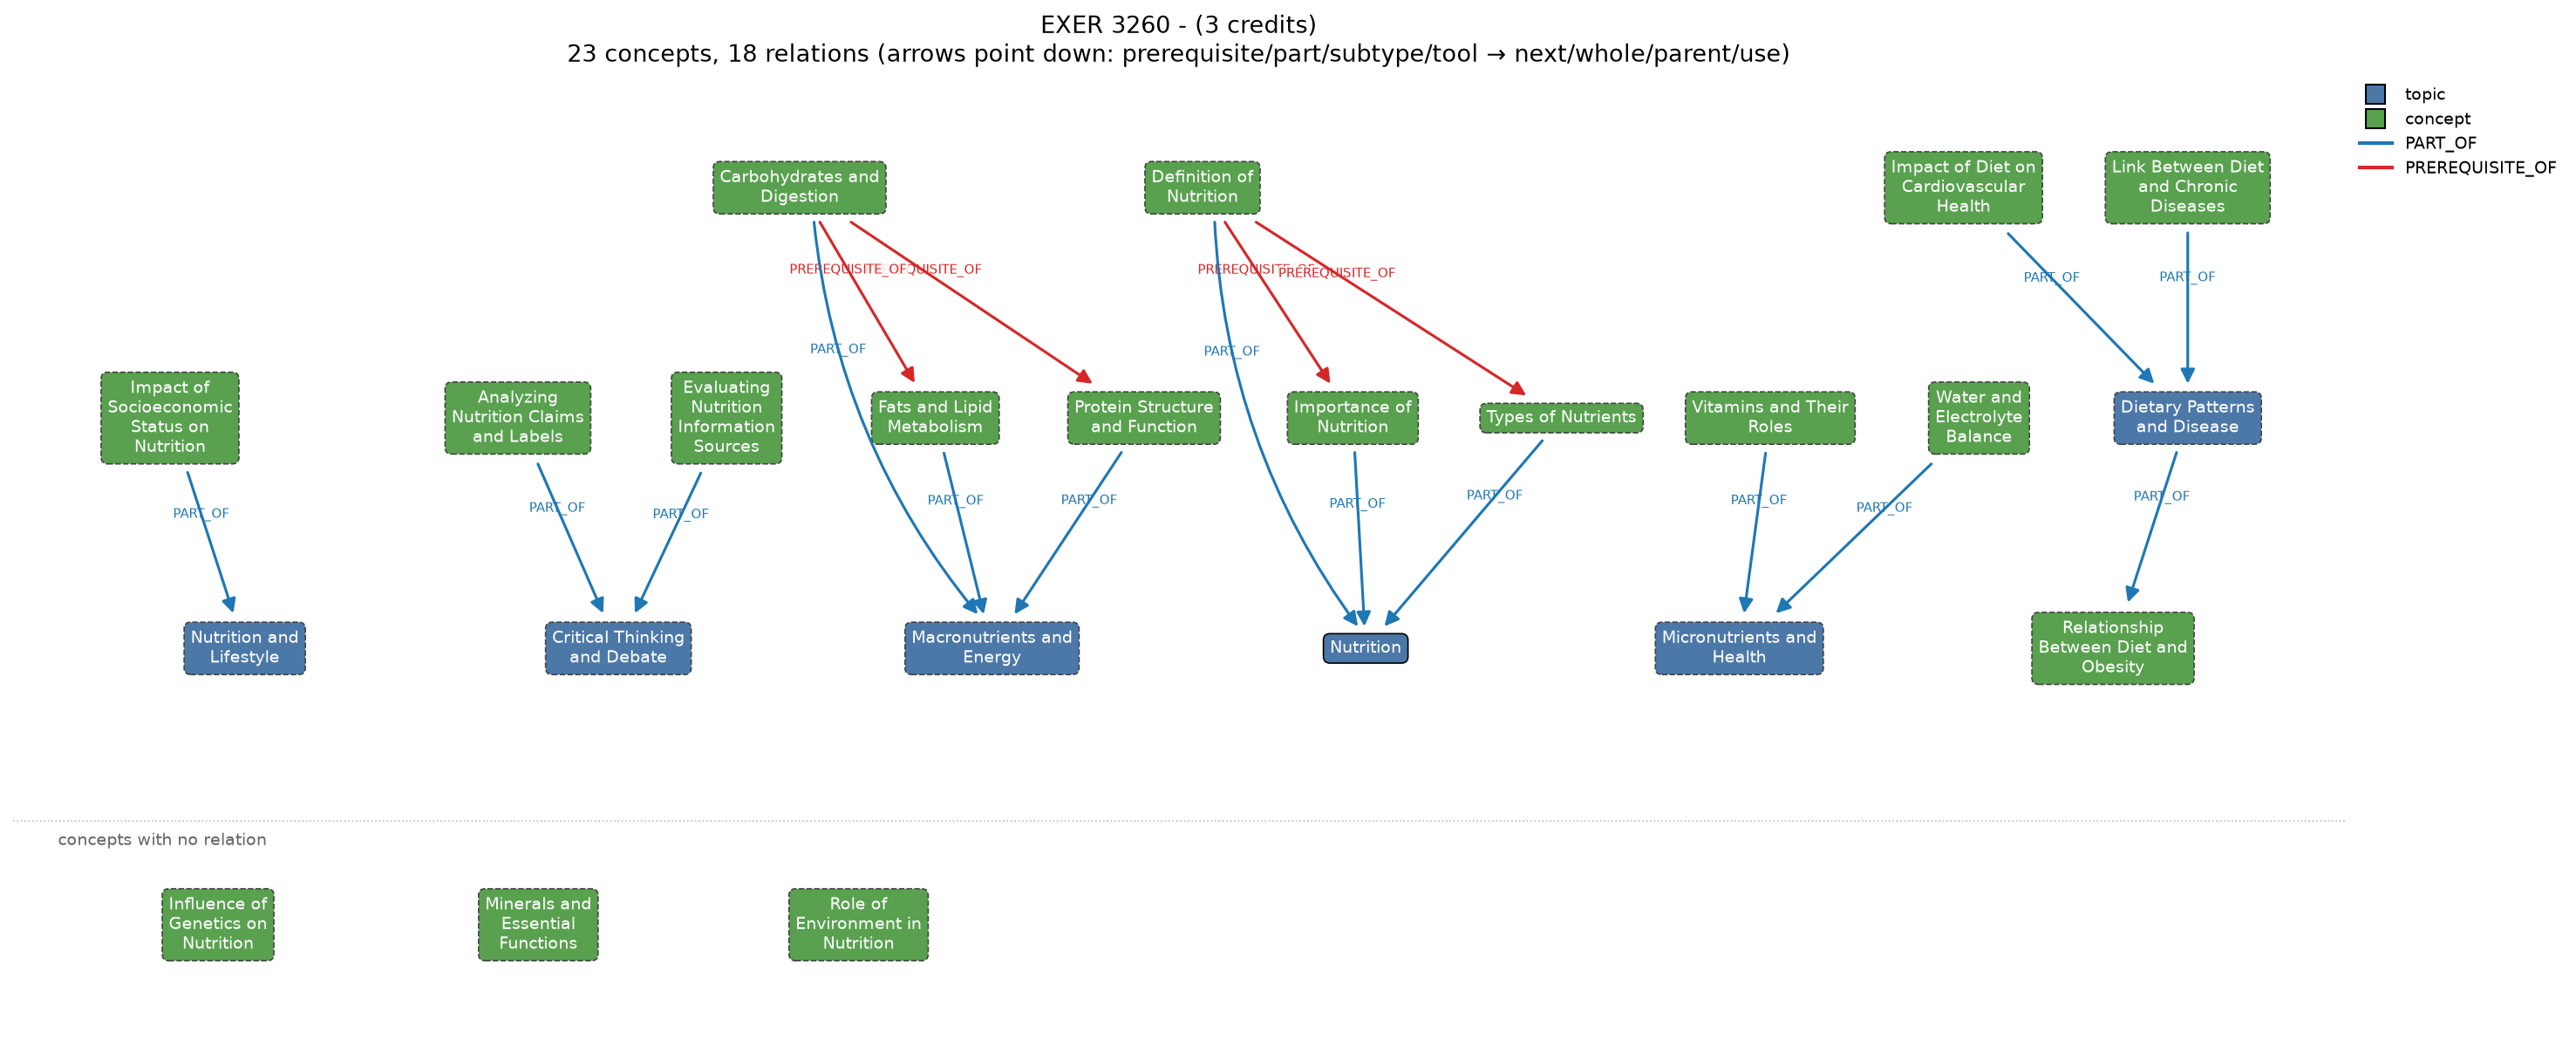 EXER 3260 - (3 credits)
23 concepts, 18 relations (arrows point down: prerequisite/part/subtype/tool → next/whole/parent/use)
topic
concept
PART_OF
PREREQUISITE_OF
Carbohydrates and
Digestion
Definition of
Nutrition
Impact of Diet on
Cardiovascular
Health
Link Between Diet
and Chronic
Diseases
PREREQUISITE_OF
QUISITE_OF
PREREQUISITE_OF
PREREQUISITE_OF
PART_OF
PART_OF
PART_OF
PART_OF
Impact of
Socioeconomic
Status on
Nutrition
Analyzing
Nutrition Claims
and Labels
Evaluating
Nutrition
Information
Sources
Fats and Lipid
Metabolism
Protein Structure
and Function
Importance of
Nutrition
Types of Nutrients
Vitamins and Their
Roles
Water and
Electrolyte
Balance
Dietary Patterns
and Disease
PART_OF
PART_OF
PART_OF
PART_OF
PART_OF
PART_OF
PART_OF
PART_OF
PART_OF
PART_OF
Nutrition and
Lifestyle
Critical Thinking
and Debate
Macronutrients and
Energy
Nutrition
Micronutrients and
Health
Relationship
Between Diet and
Obesity
concepts with no relation
Influence of
Genetics on
Nutrition
Minerals and
Essential
Functions
Role of
Environment in
Nutrition